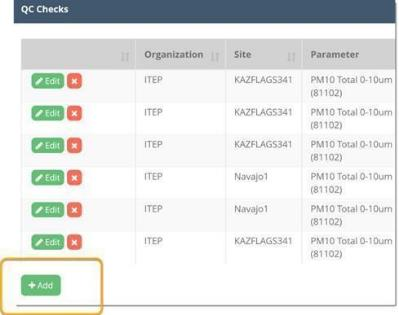 QC Checks
Organization Site Parameter
Edit x ITEP KAZFLAGS341 PM10 Total 0-10um
(81102)
Edit x ITEP KAZFLAGS341 PM10 Total 0-10um
(81102)
Edit x ITEP KAZFLAGS341 PM10 Total 0-10um
(81102)
Edit x ITEP Navajo1 PM10 Total 0-10um
(81102)
Edit x ITEP Navajo1 PM10 Total 0-10um
(81102)
Edit x ITEP KAZFLAGS341 PM10 Total 0-10um
(81102)
+ Add